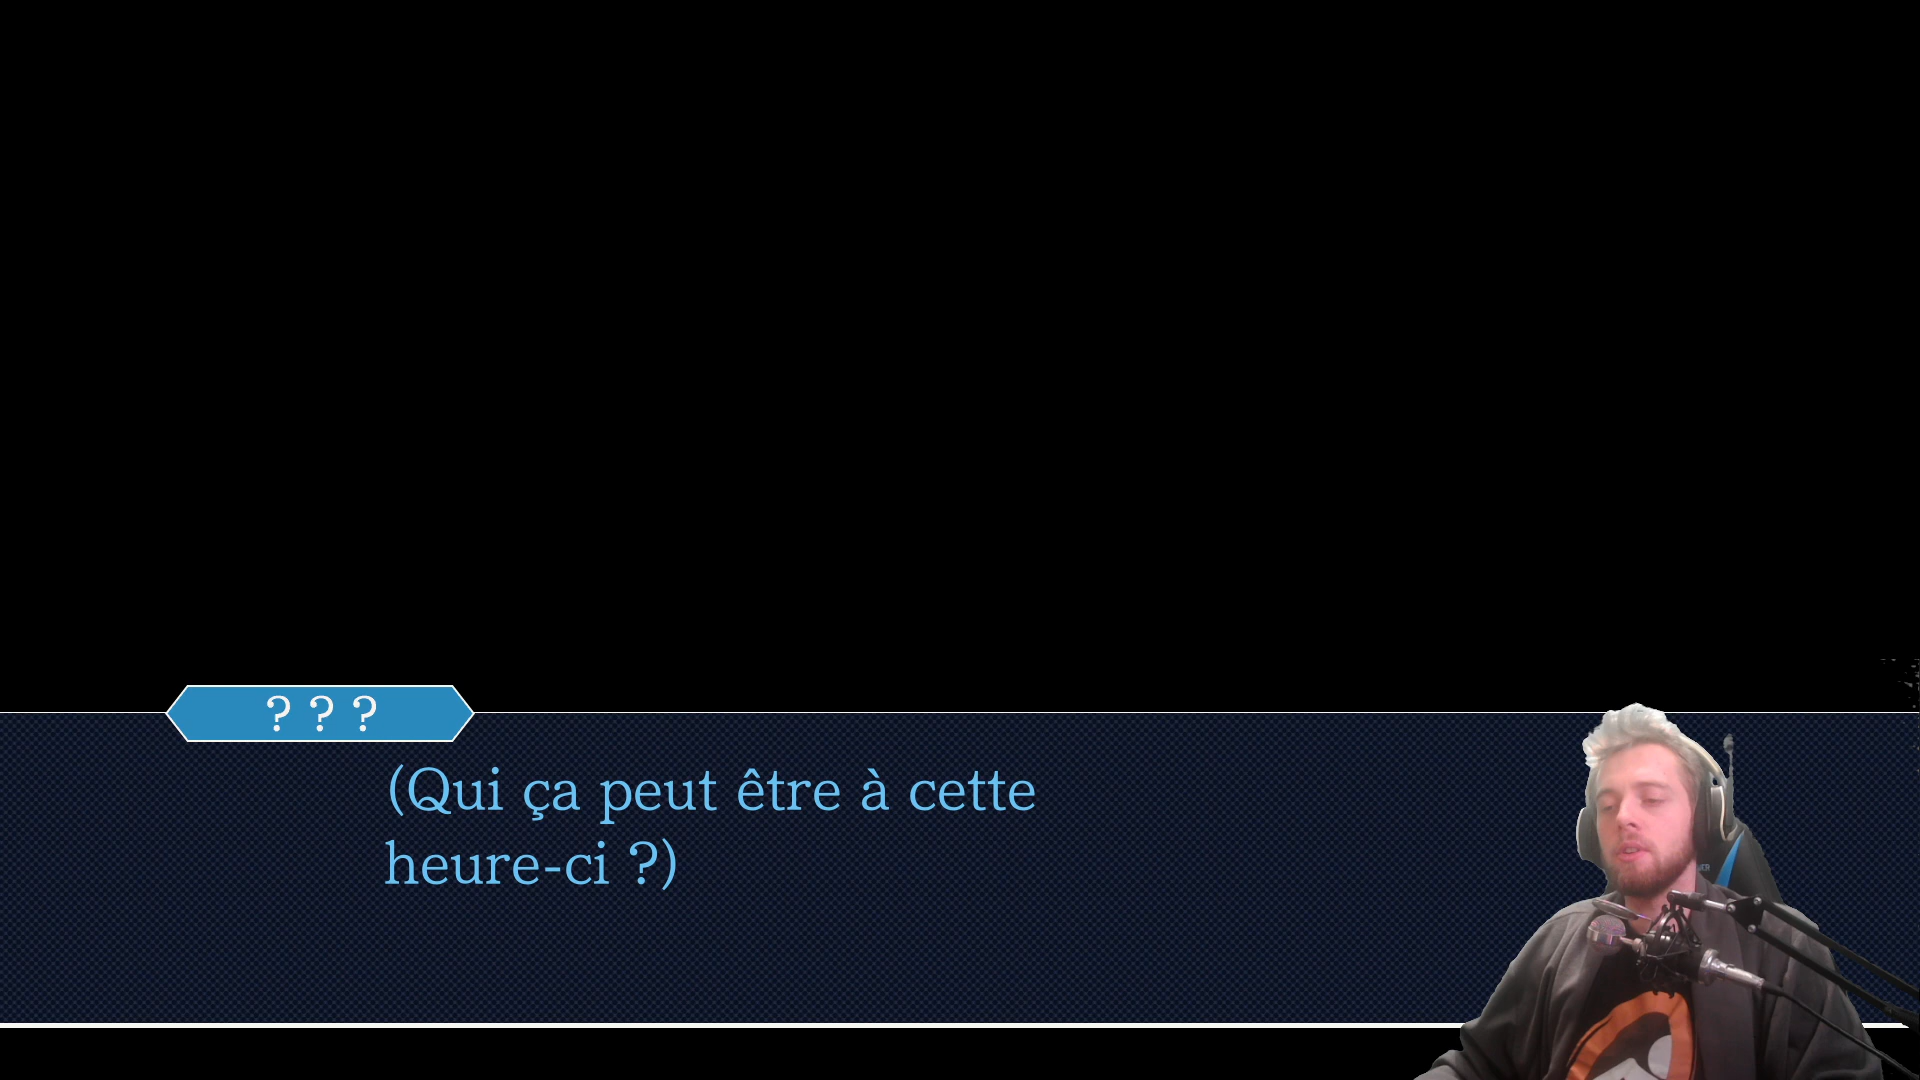 ? ? ?
(Qui ça peut être à cette
heure-ci ?)